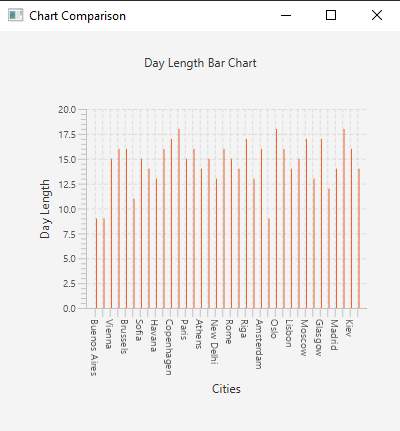 Chart Comparison
Day Length Bar Chart
Day Length
20.0
17.5
15.0
12.5
10.0
7.5
5.0
2.5
0.0
Buenos Aires
Vienna
Brussels
Sofia
Havana
Copenhagen
Paris
Athens
New Delhi
Rome
Riga
Amsterdam
Oslo
Lisbon
Moscow
Glasgow
Madrid
Kiev
Cities